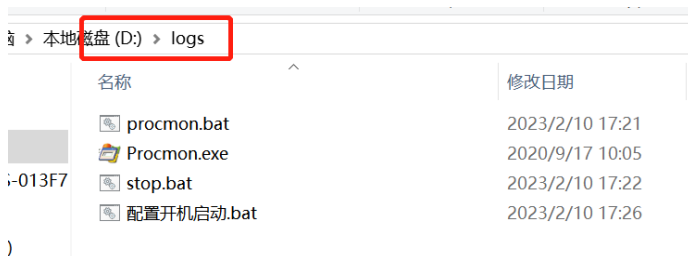 本地磁盘 (D:) > logs
名称 修改日期
procmon.bat 2023/2/10 17:21
Procmon.exe 2020/9/17 10:05
stop.bat 2023/2/10 17:22
-013F7
配置开机启动.bat 2023/2/10 17:26
)